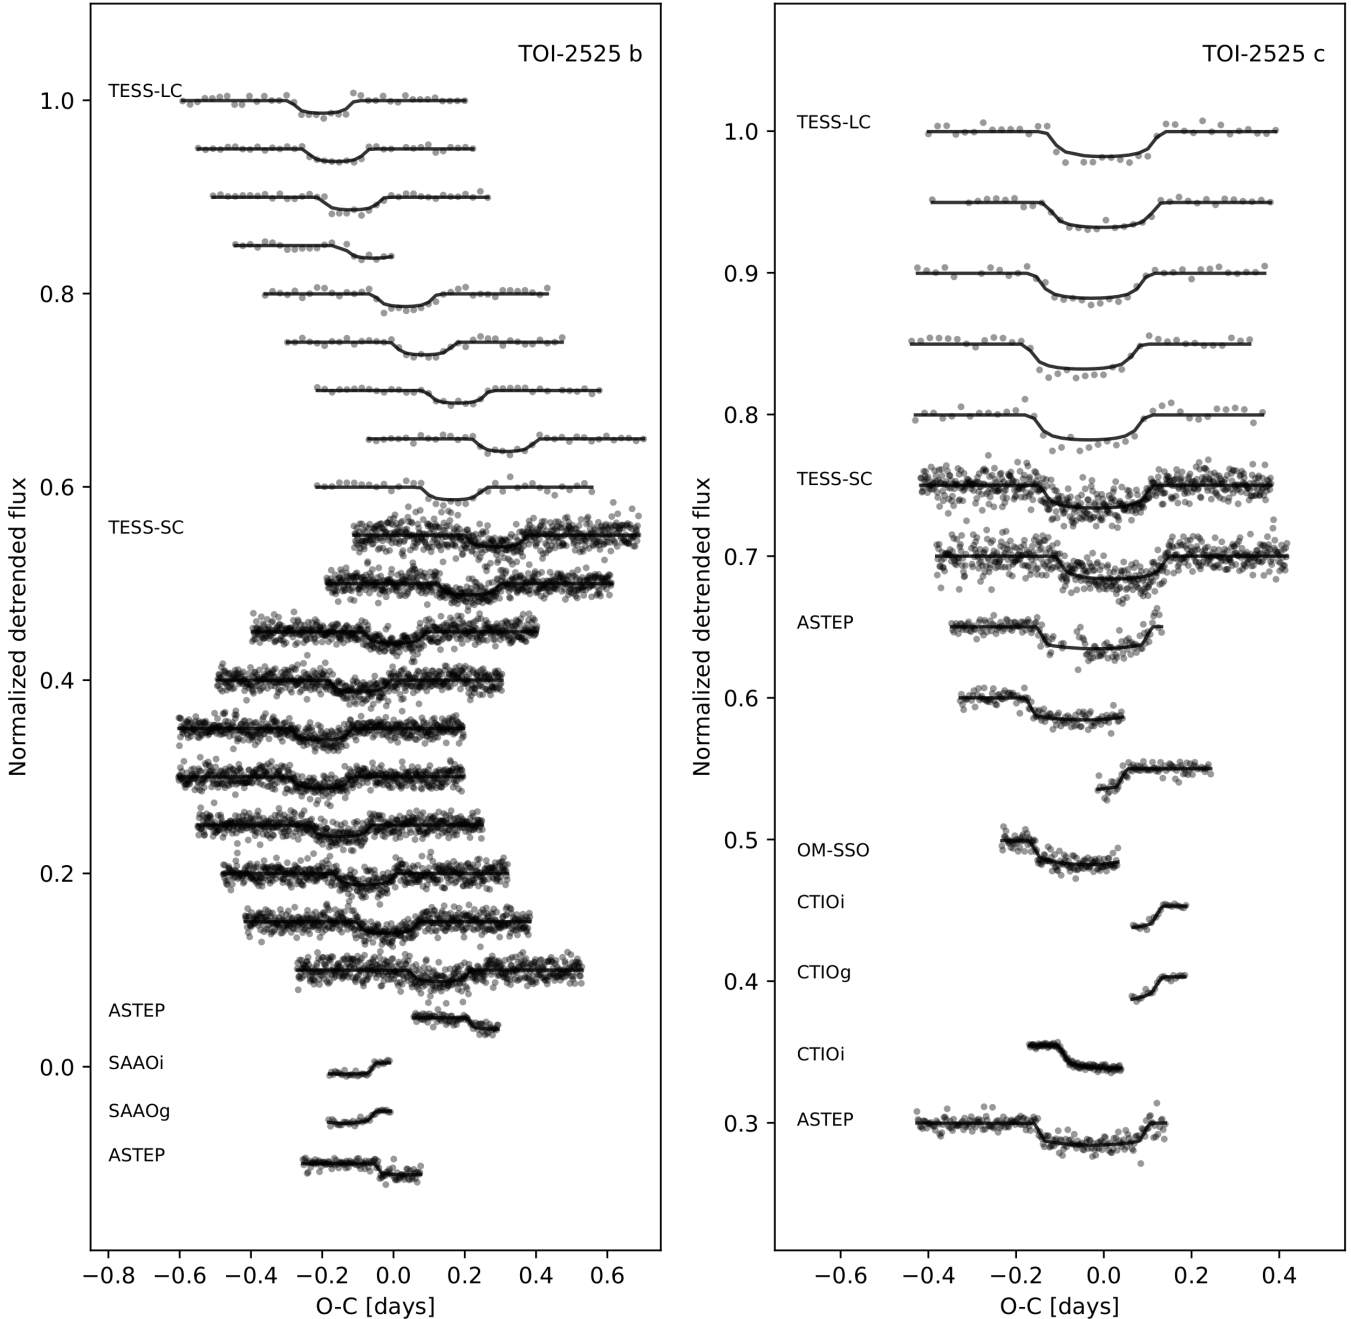 TOI-2525 b
TESS-LC
1.0
0.8
0.6
TESS-SC
0.4
0.2
ASTEP
0.0
SAAOi
SAAOg
ASTEP
Normalized detrended flux
−0.8 −0.6 −0.4 −0.2 0.0 0.2 0.4 0.6
O-C [days]
TOI-2525 c
TESS-LC
1.0
0.9
0.8
TESS-SC
0.7
ASTEP
0.6
0.5
OM-SSO
CTIOi
CTIOg
0.4
CTIOi
0.3
ASTEP
Normalized detrended flux
−0.6 −0.4 −0.2 0.0 0.2 0.4
O-C [days]